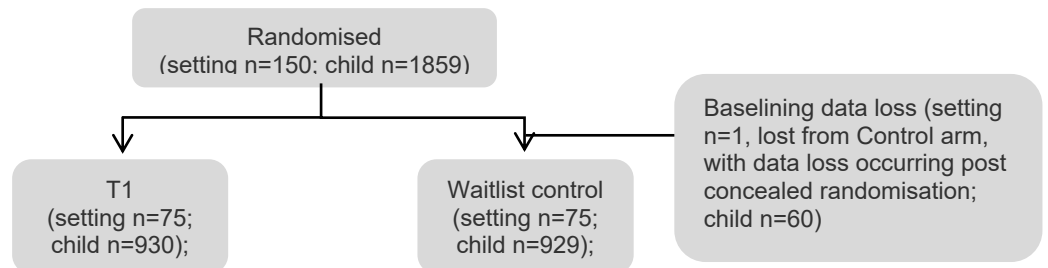 Randomised
(setting n=150; child n=1859)
Baselining data loss (setting
n=1, lost from Control arm,
with data loss occurring post
concealed randomisation;
child n=60)
T1
(setting n=75;
child n=930);
Waitlist control
(setting n=75;
child n=929);